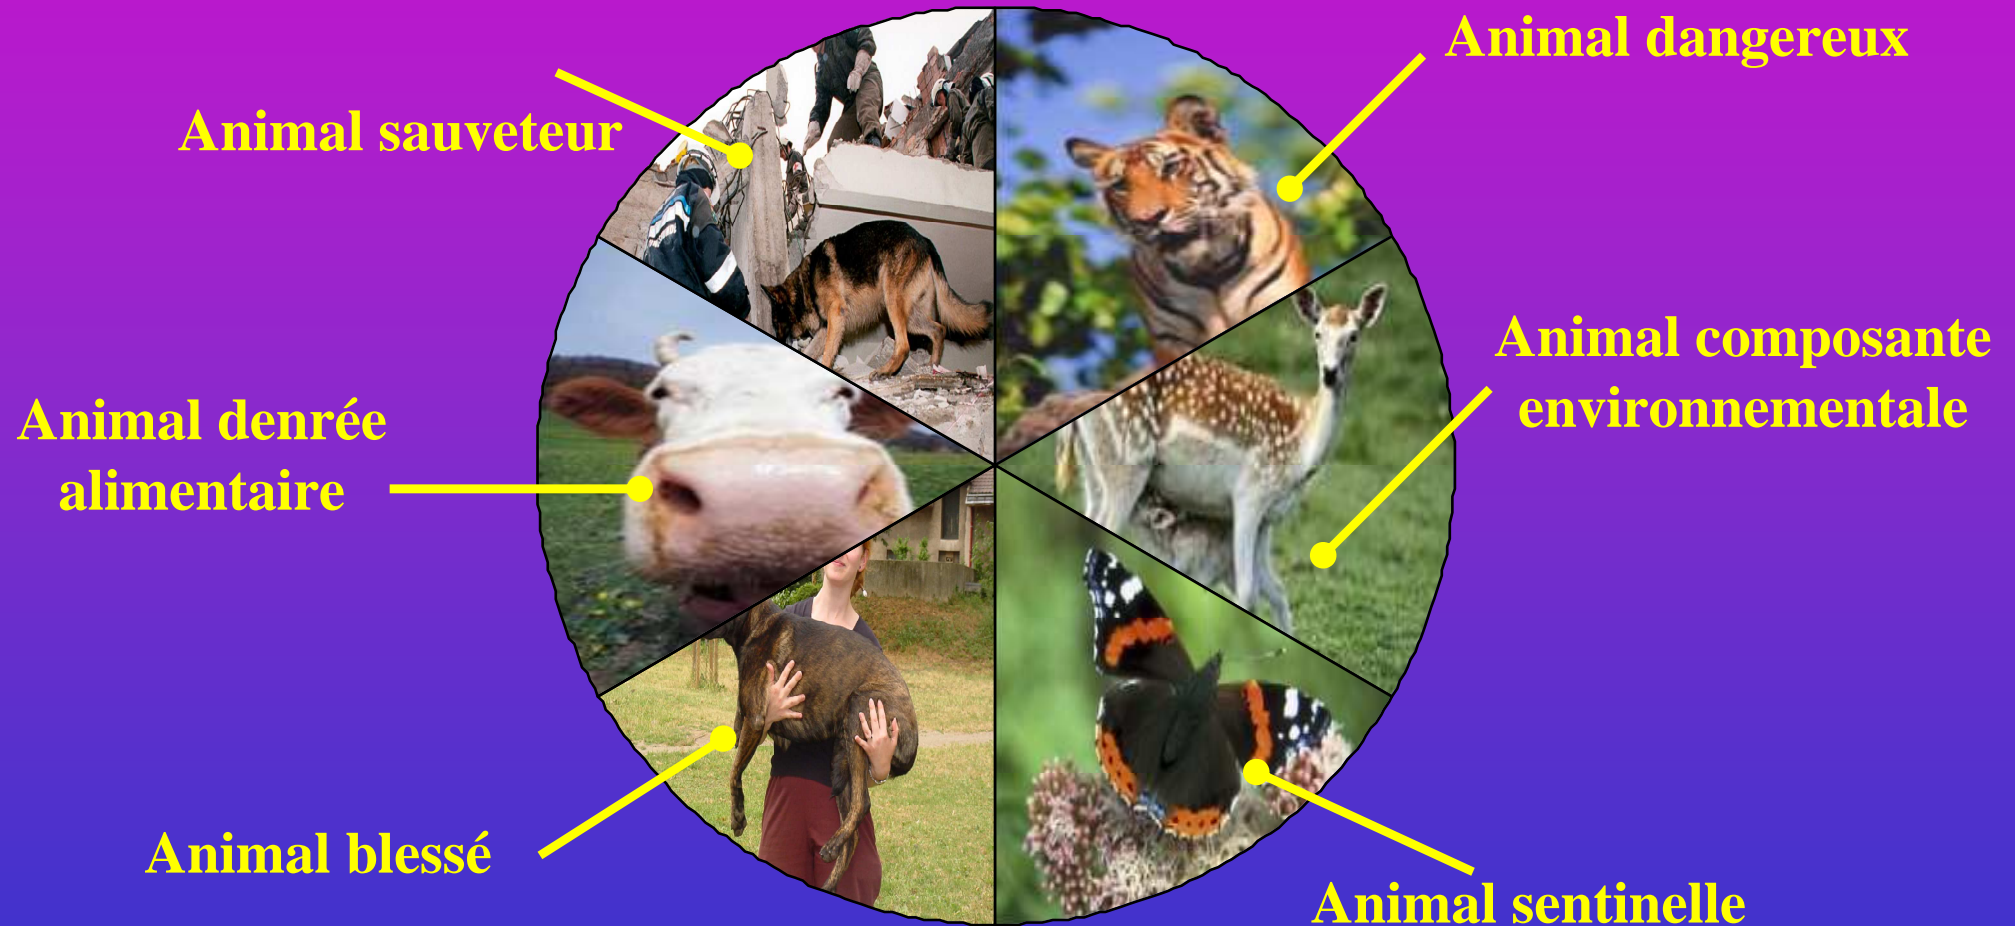 Animal dangereux
Animal sauveteur
Animal composante
environnementale
Animal denrée
alimentaire
Animal blessé
Animal sentinelle